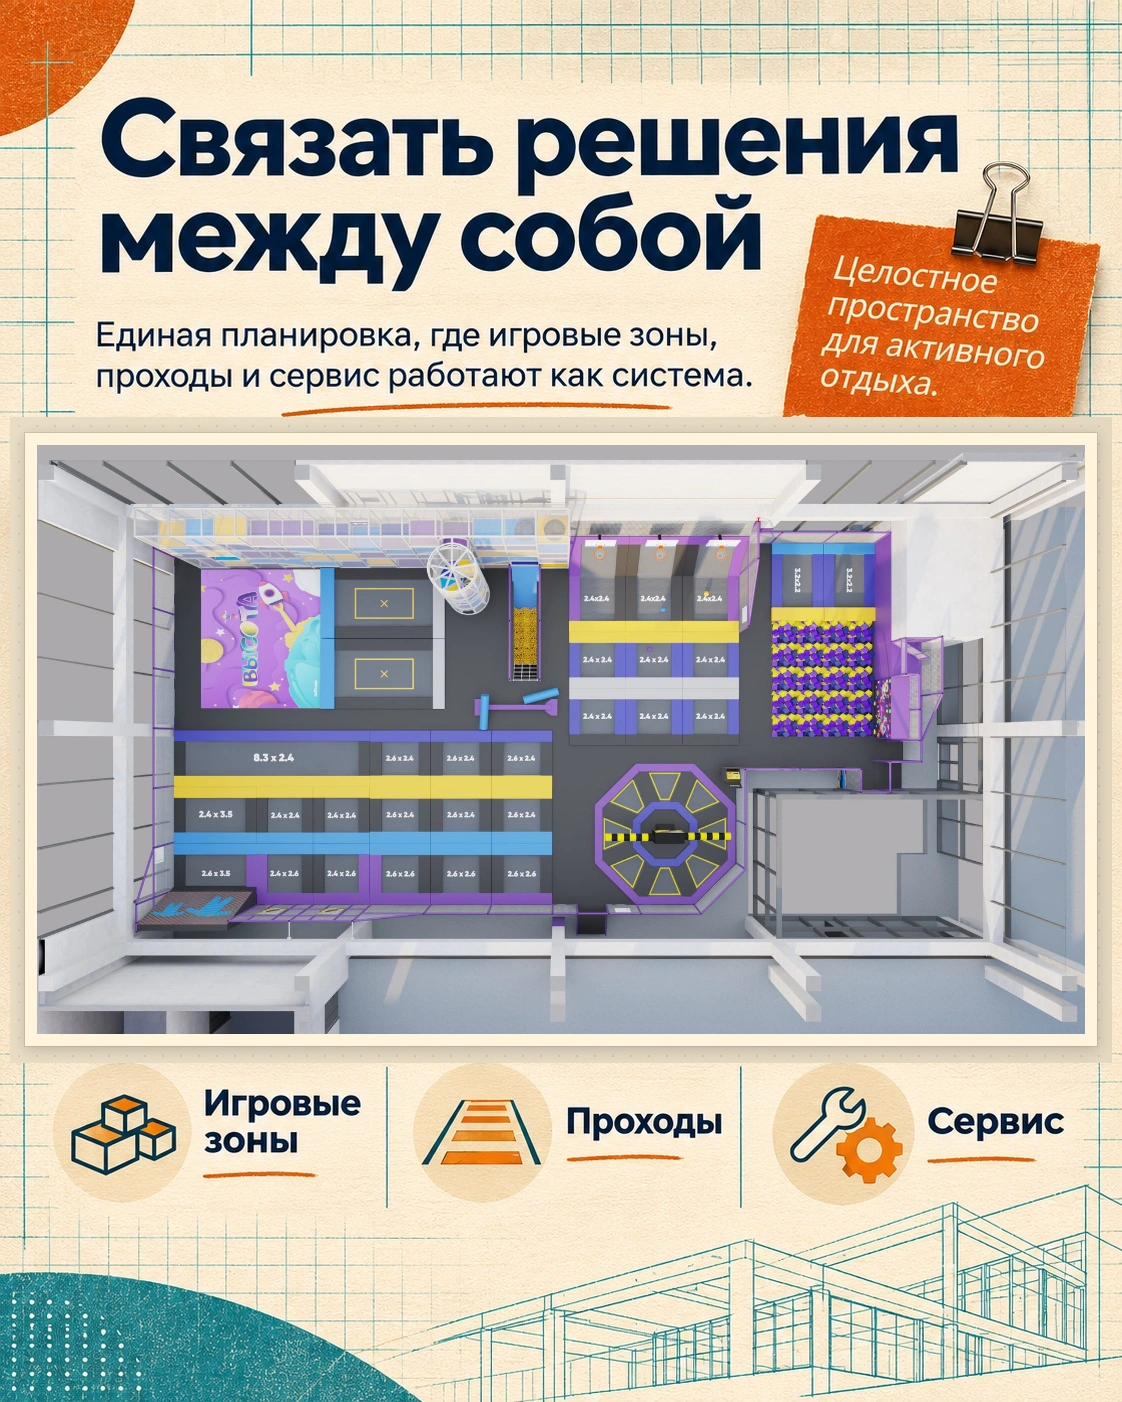 Связать решения
между собой
Единая планировка, где игровые зоны,
проходы и сервис работают как система.
Целостное
пространство
для активного
отдыха.
ВЫСОТА
2.4x2.4 2.4x2.4 2.4x2.4
3.2x2.2 3.2x2.2
2.4 x 2.4 2.4 x 2.4 2.4 x 2.4
2.4 x 2.4 2.4 x 2.4 2.4 x 2.4
8.3 x 2.4 2.6 x 2.4 2.6 x 2.4 2.6 x 2.4
2.4 x 3.5 2.4 x 2.4 2.4 x 2.4 2.6 x 2.4 2.6 x 2.4 2.6 x 2.4
2.6 x 3.5 2.4 x 2.6 2.4 x 2.6 2.6 x 2.6 2.6 x 2.6 2.6 x 2.6
Игровые
зоны
Проходы
Сервис